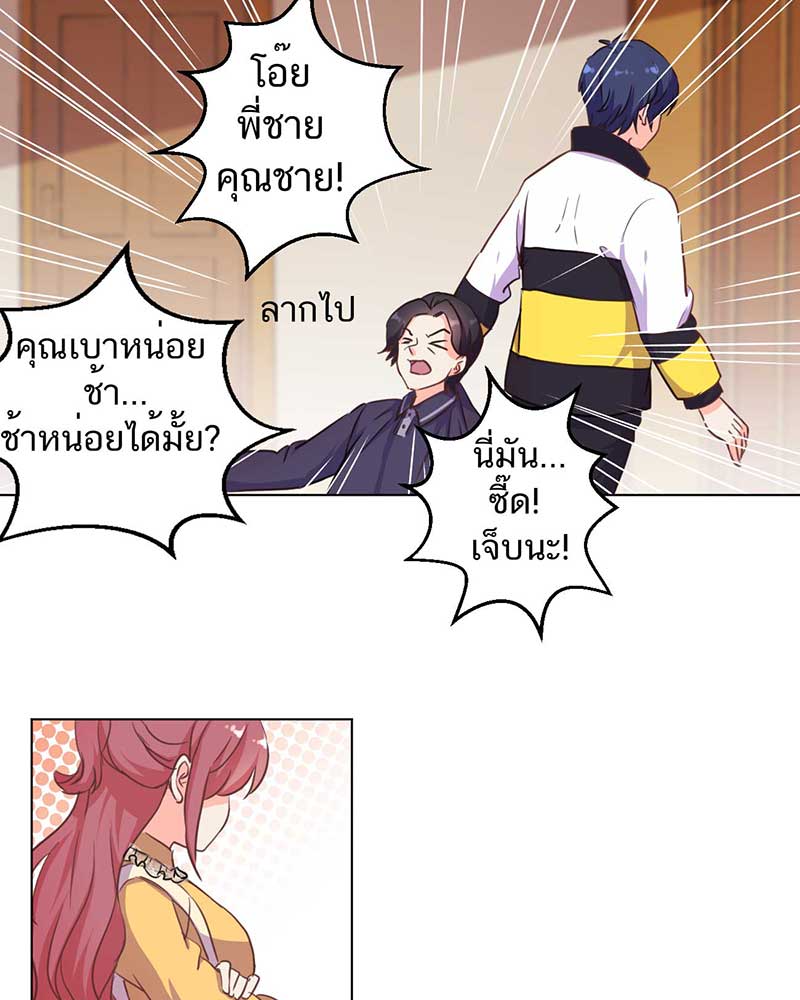 โอ๊ย
พี่ชาย
คุณชาย!
ลากไป
คุณเบาหน่อย
ช้า...
ช้าหน่อยได้มั้ย?
นี่มัน...
ซี๊ด!
เจ็บนะ!